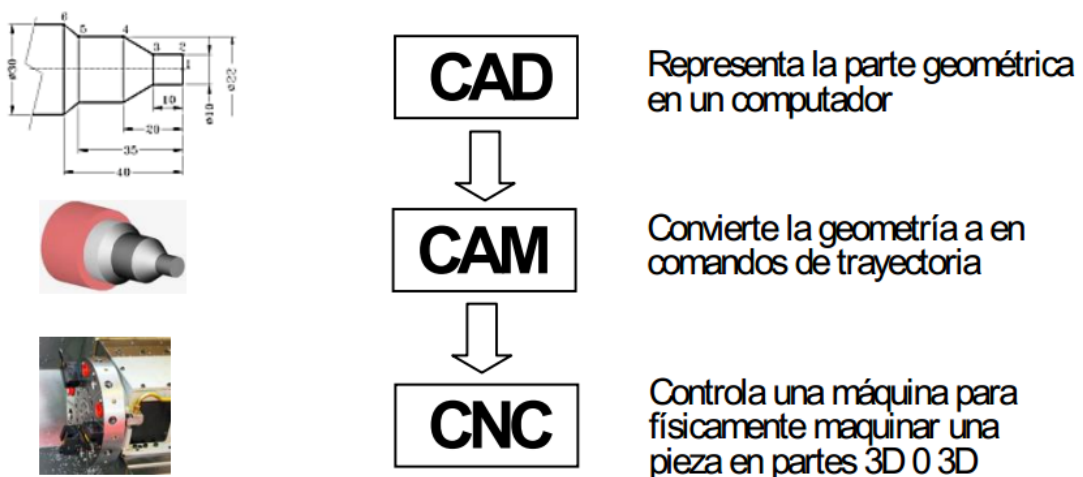 6
5
4
3
2
1
ø30
ø22
ø10
10
20
35
40
CAD
Representa la parte geométrica
en un computador
CAM
Convierte la geometría a en
comandos de trayectoria
CNC
Controla una máquina para
físicamente maquinar una
pieza en partes 3D 0 3D